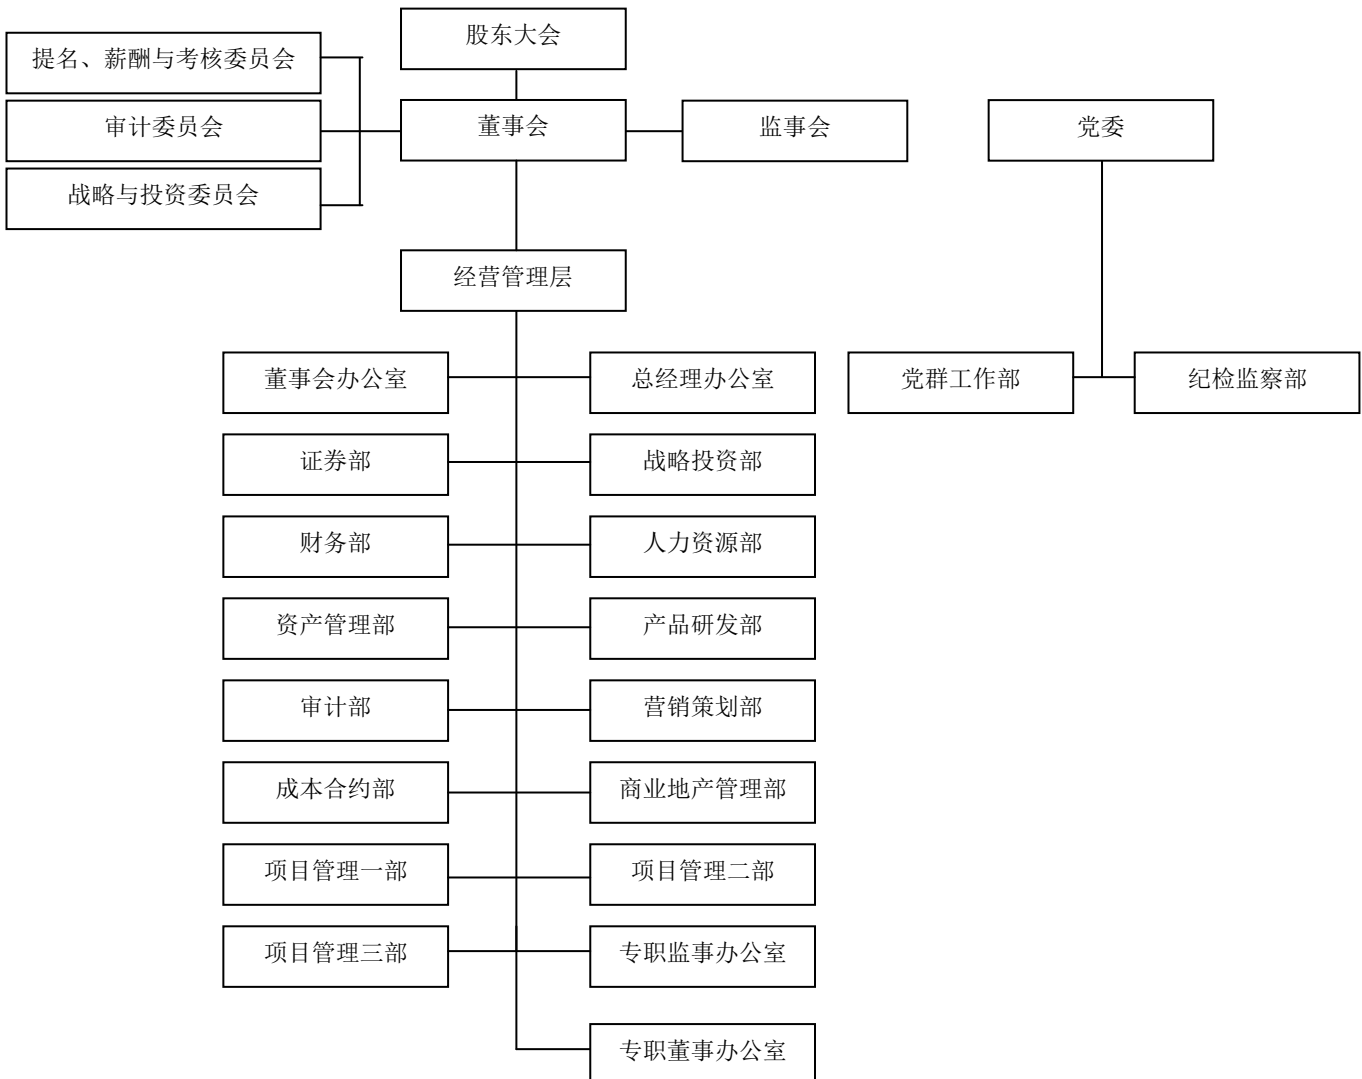 股东大会
提名、薪酬与考核委员会
审计委员会
董事会
监事会
党委
战略与投资委员会
经营管理层
董事会办公室
总经理办公室
党群工作部
纪检监察部
证券部
战略投资部
财务部
人力资源部
资产管理部
产品研发部
审计部
营销策划部
成本合约部
商业地产管理部
项目管理一部
项目管理二部
项目管理三部
专职监事办公室
专职董事办公室